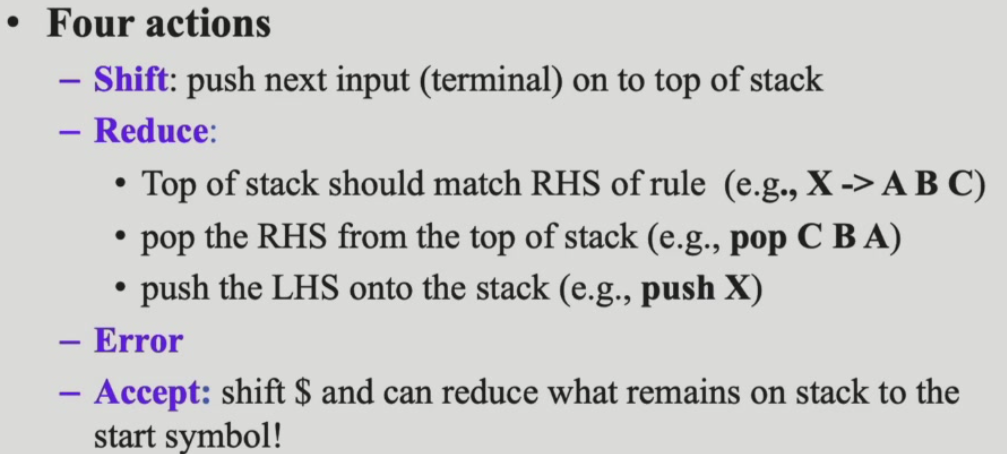 • Four actions
– Shift: push next input (terminal) on to top of stack
– Reduce:
• Top of stack should match RHS of rule (e.g., X -> A B C)
• pop the RHS from the top of stack (e.g., pop C B A)
• push the LHS onto the stack (e.g., push X)
– Error
– Accept: shift $ and can reduce what remains on stack to the
start symbol!